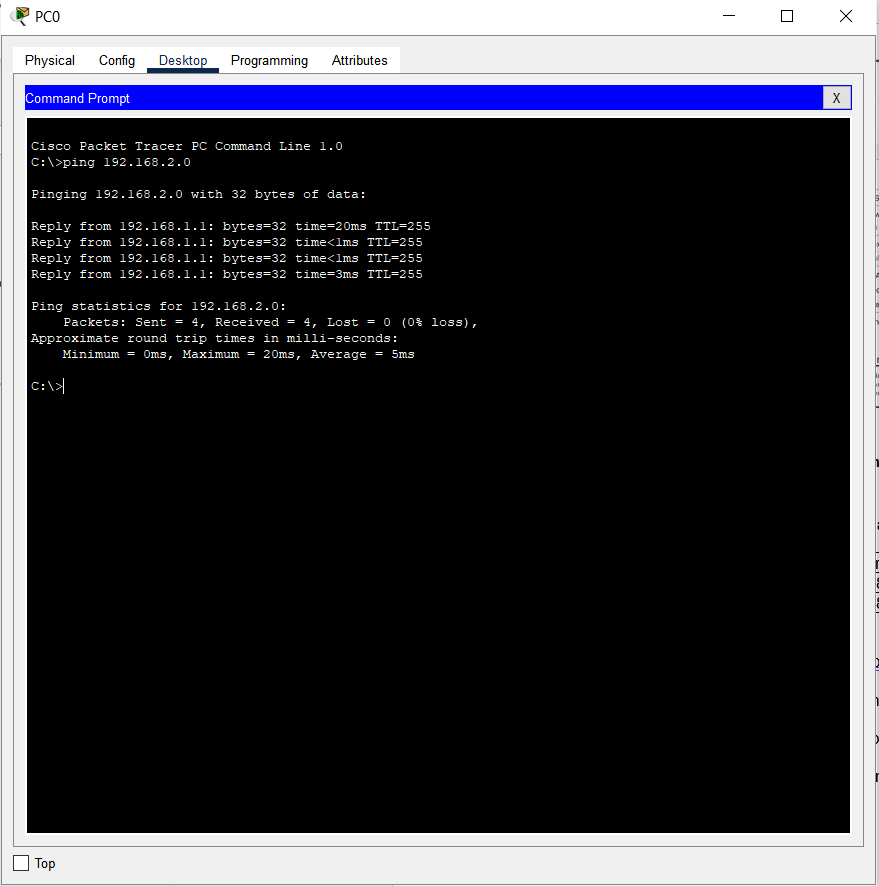 PC0
Physical Config Desktop Programming Attributes
Command Prompt X
Cisco Packet Tracer PC Command Line 1.0
C:\>ping 192.168.2.0
Pinging 192.168.2.0 with 32 bytes of data:
Reply from 192.168.1.1: bytes=32 time=20ms TTL=255
Reply from 192.168.1.1: bytes=32 time<1ms TTL=255
Reply from 192.168.1.1: bytes=32 time<1ms TTL=255
Reply from 192.168.1.1: bytes=32 time=3ms TTL=255
Ping statistics for 192.168.2.0:
Packets: Sent = 4, Received = 4, Lost = 0 (0% loss),
Approximate round trip times in milli-seconds:
Minimum = 0ms, Maximum = 20ms, Average = 5ms
C:\>
Top